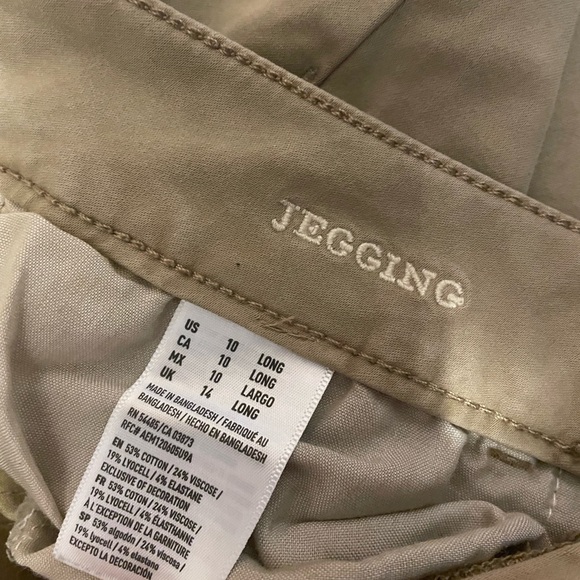 JEGGING
US 10 LONG
CA 10 LONG
MX 10 LARGO
UK 14 LONG
MADE IN BANGLADESH / FABRIQUÉ AU
BANGLADESH / HECHO EN BANGLADESH
RN 54485/CA 03873
RFC# AEM120605U9A
EN 53% COTTON / 24% VISCOSE /
19% LYOCELL / 4% ELASTANE
EXCLUSIVE OF DECORATION
FR 53% COTON / 24% VISCOSE /
19% LYOCELL / 4% ELASTHANNE
À L'EXCEPTION DE LA GARNITURE
SP 53% algodón / 24% viscosa /
19% lyocell / 4% elastano
EXCEPTO LA DECORACIÓN